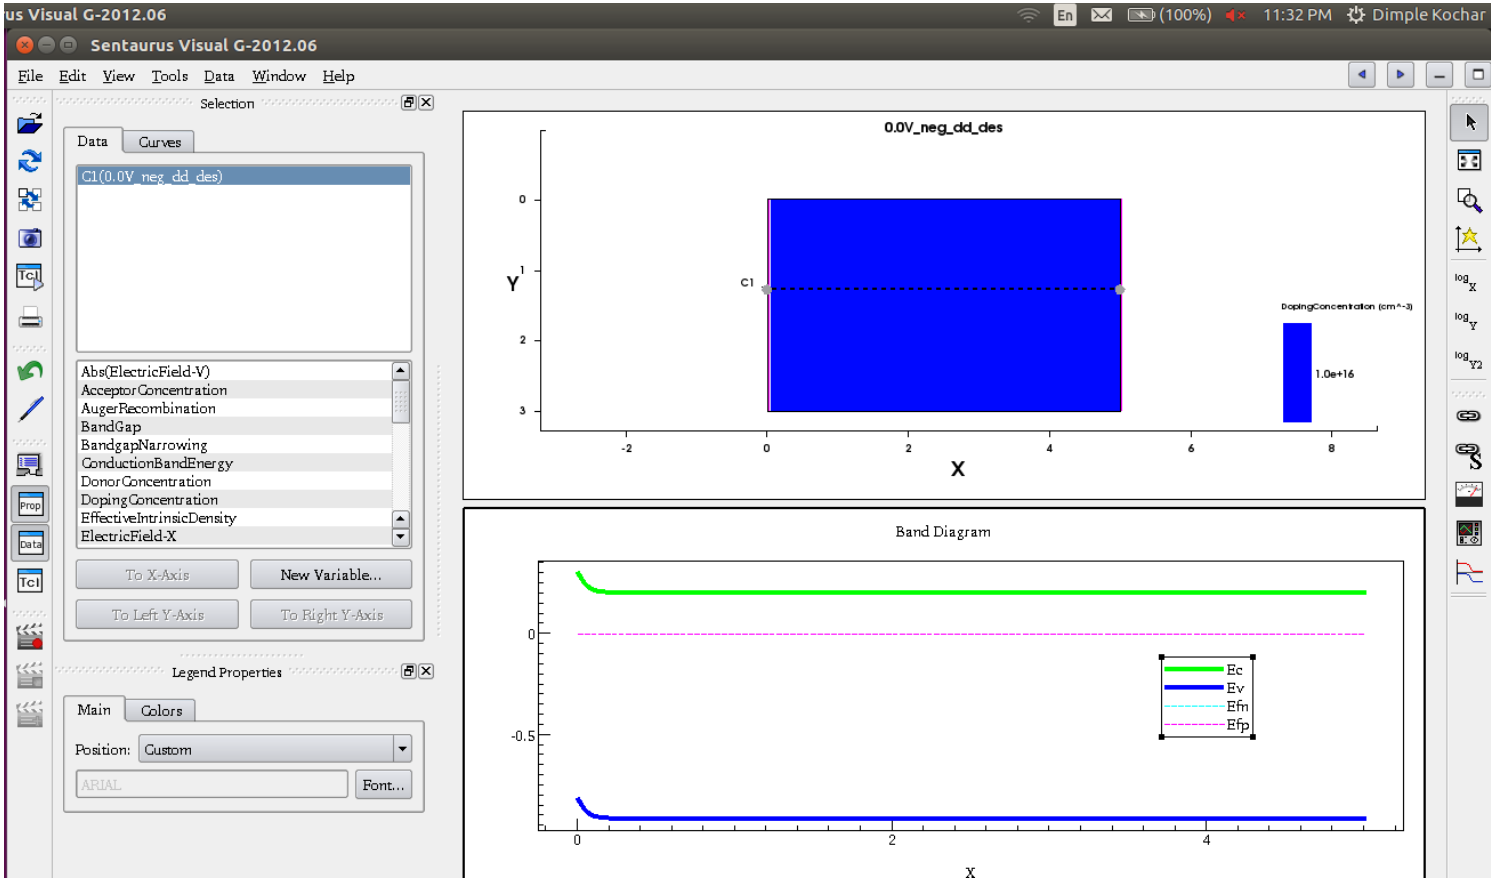 us Visual G-2012.06
En
(100%)
11:32 PM
Dimple Kochar
Sentaurus Visual G-2012.06
File Edit View Tools Data Window Help
Selection
Data Curves
C1(0.0V_neg_dd_des)
Abs(ElectricField-V)
AcceptorConcentration
AugerRecombination
BandGap
BandgapNarrowing
ConductionBandEnergy
DonorConcentration
DopingConcentration
EffectiveIntrinsicDensity
ElectricField-X
To X-Axis New Variable...
To Left Y-Axis To Right Y-Axis
Legend Properties
Main Colors
Position: Custom
ARIAL Font...
Tcl
Prop
Data
Tcl
0.0V_neg_dd_des
0
1
2
3
Y
C1
-2 0 2 4 6 8
X
DopingConcentration (cm^-3)
1.0e+16
Band Diagram
0
-0.5
Ec
Ev
Efn
Efp
0 2 4
X
log X
log Y
log Y2
S